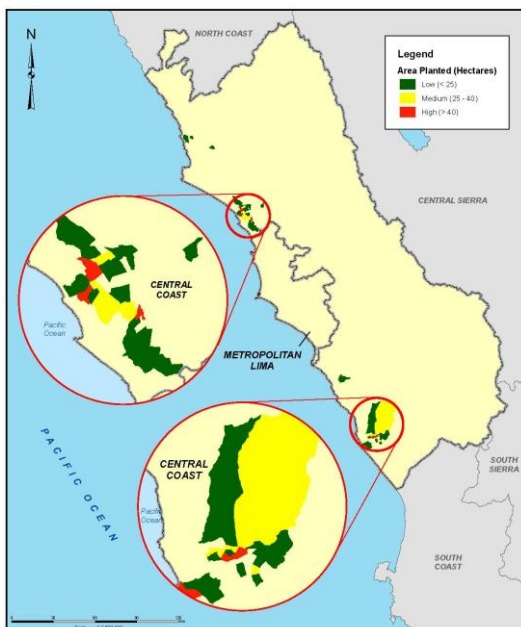 N
NORTH COAST
Legend
Area Planted (Hectares)
Low (< 25)
Medium (25 - 40)
High (> 40)
CENTRAL SIERRA
CENTRAL
COAST
Pacific
Ocean
METROPOLITAN
LIMA
PACIFIC OCEAN
CENTRAL
COAST
Pacific
Ocean
SOUTH
SIERRA
SOUTH
COAST